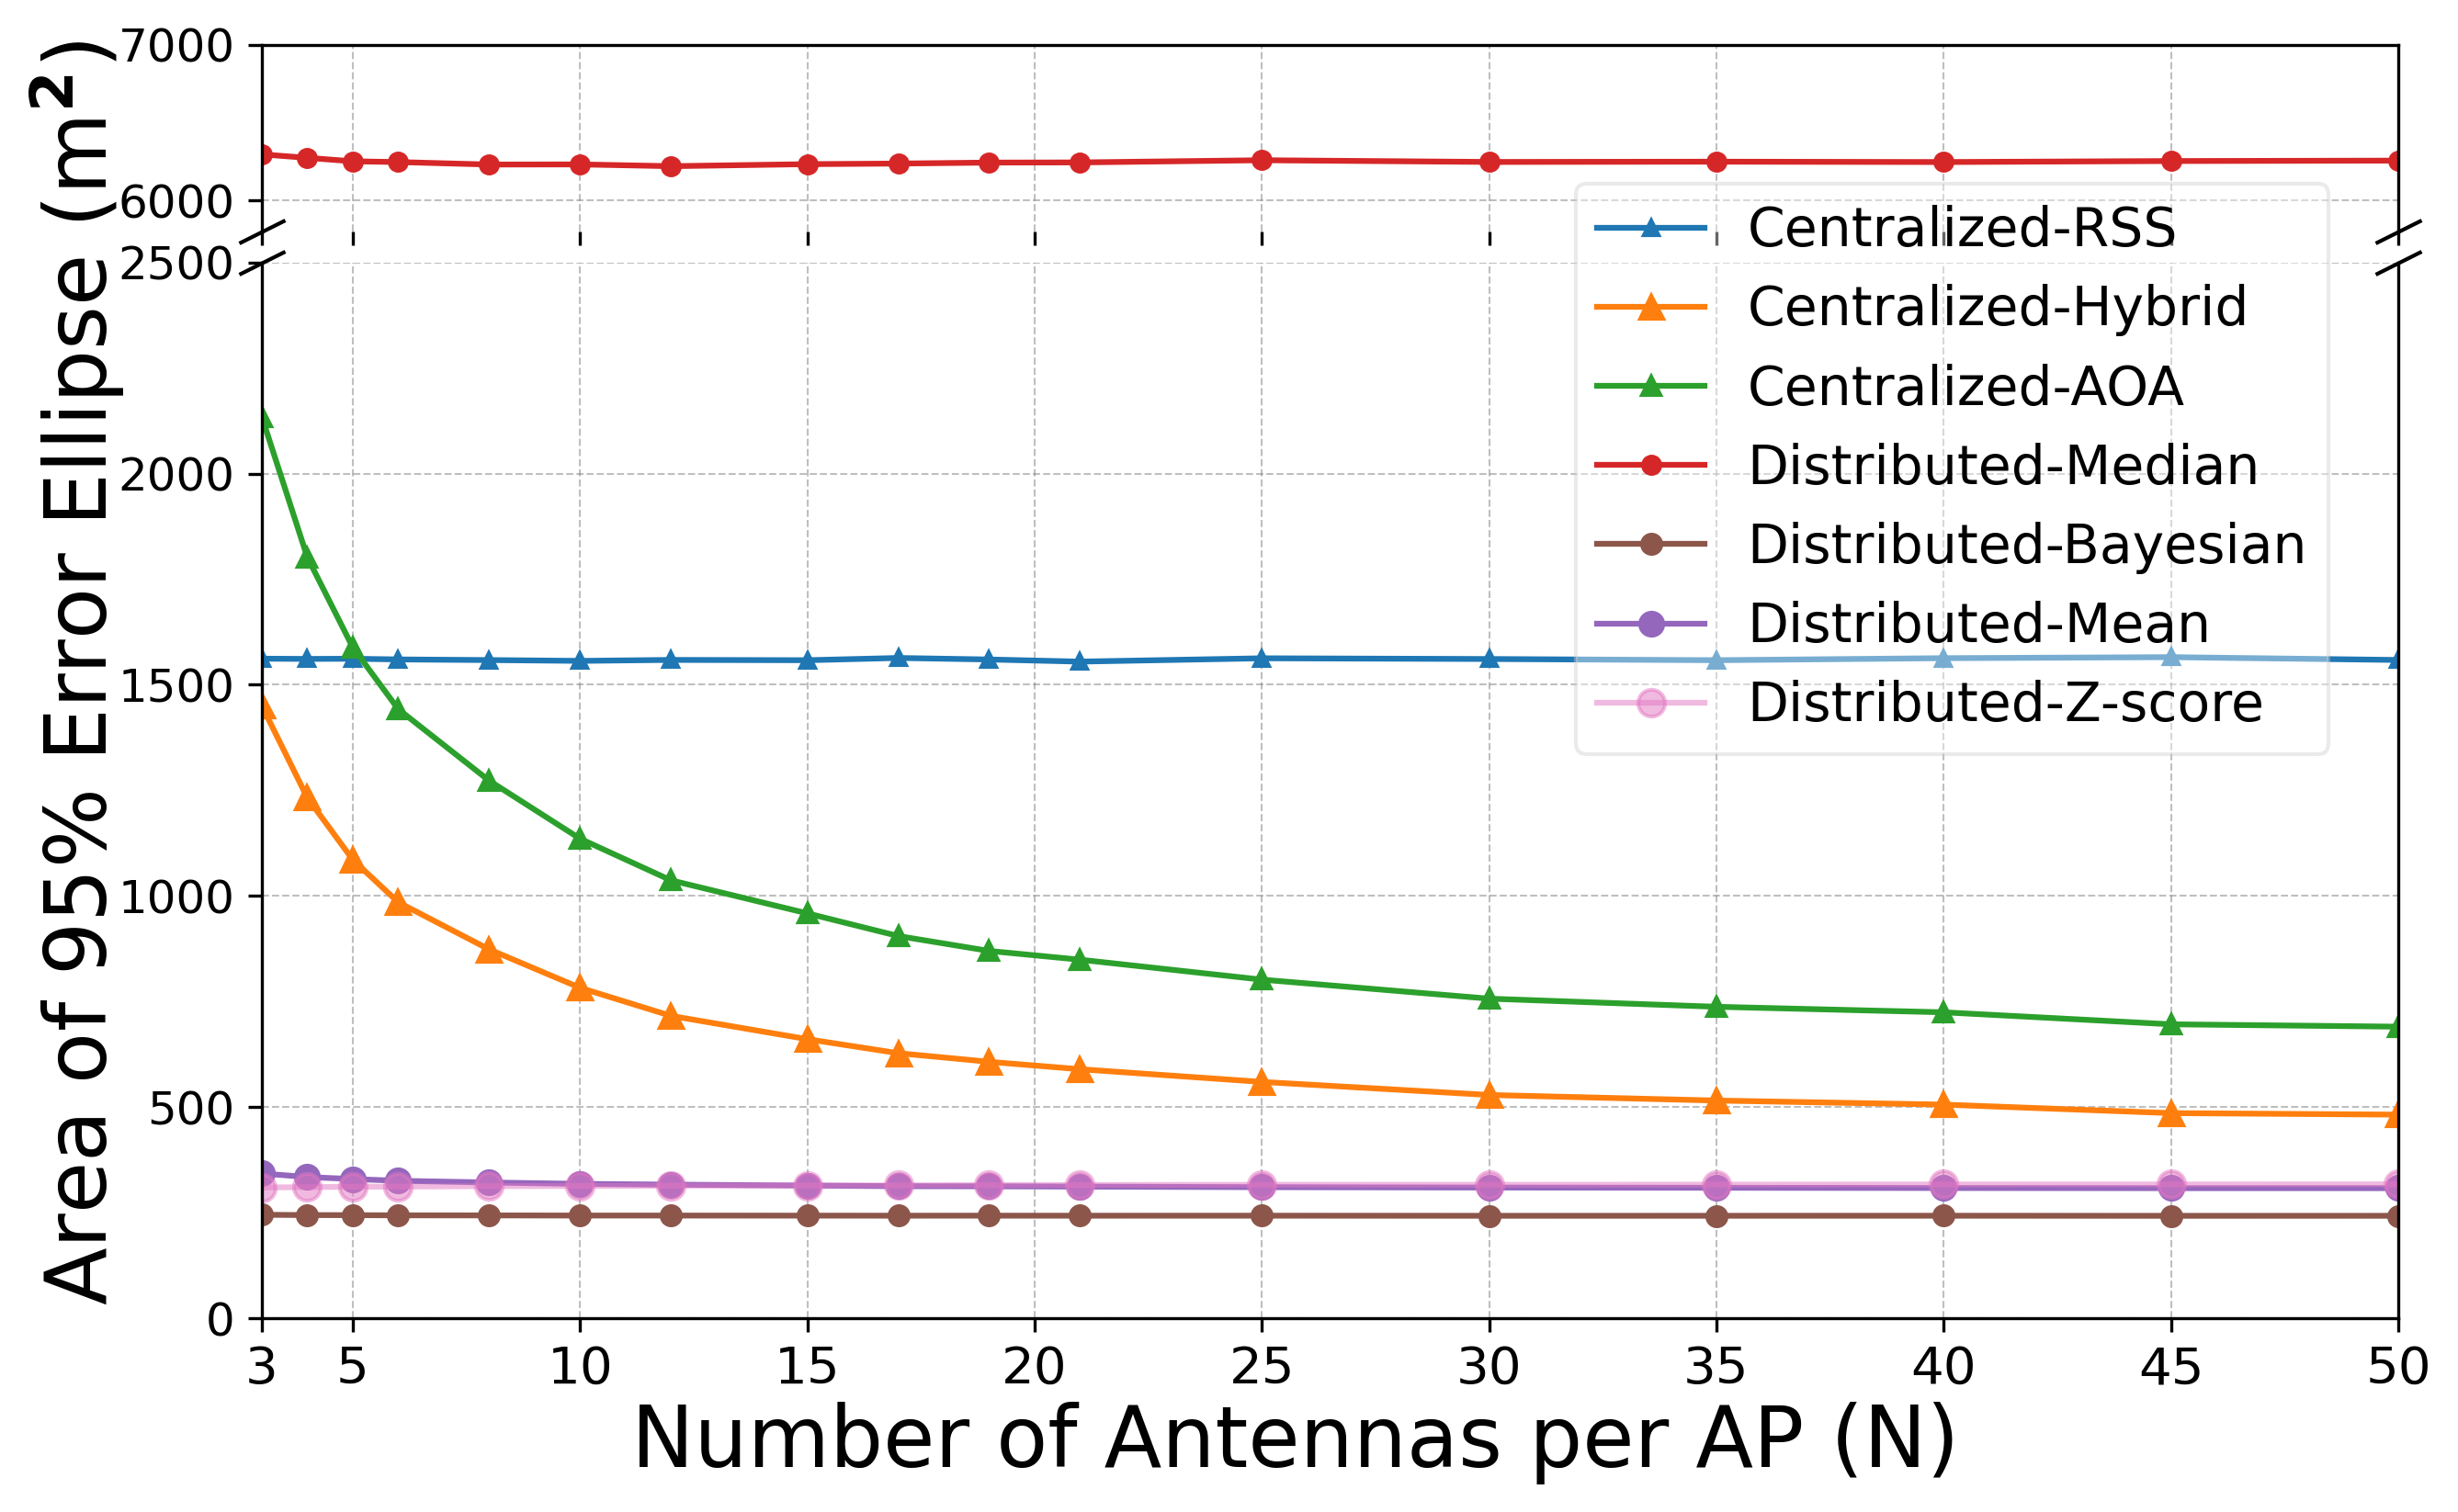 Area of 95% Error Ellipse (m²)
7000
6000
2500
2000
1500
1000
500
0
Centralized-RSS
Centralized-Hybrid
Centralized-AOA
Distributed-Median
Distributed-Bayesian
Distributed-Mean
Distributed-Z-score
3 5 10 15 20 25 30 35 40 45 50
Number of Antennas per AP (N)